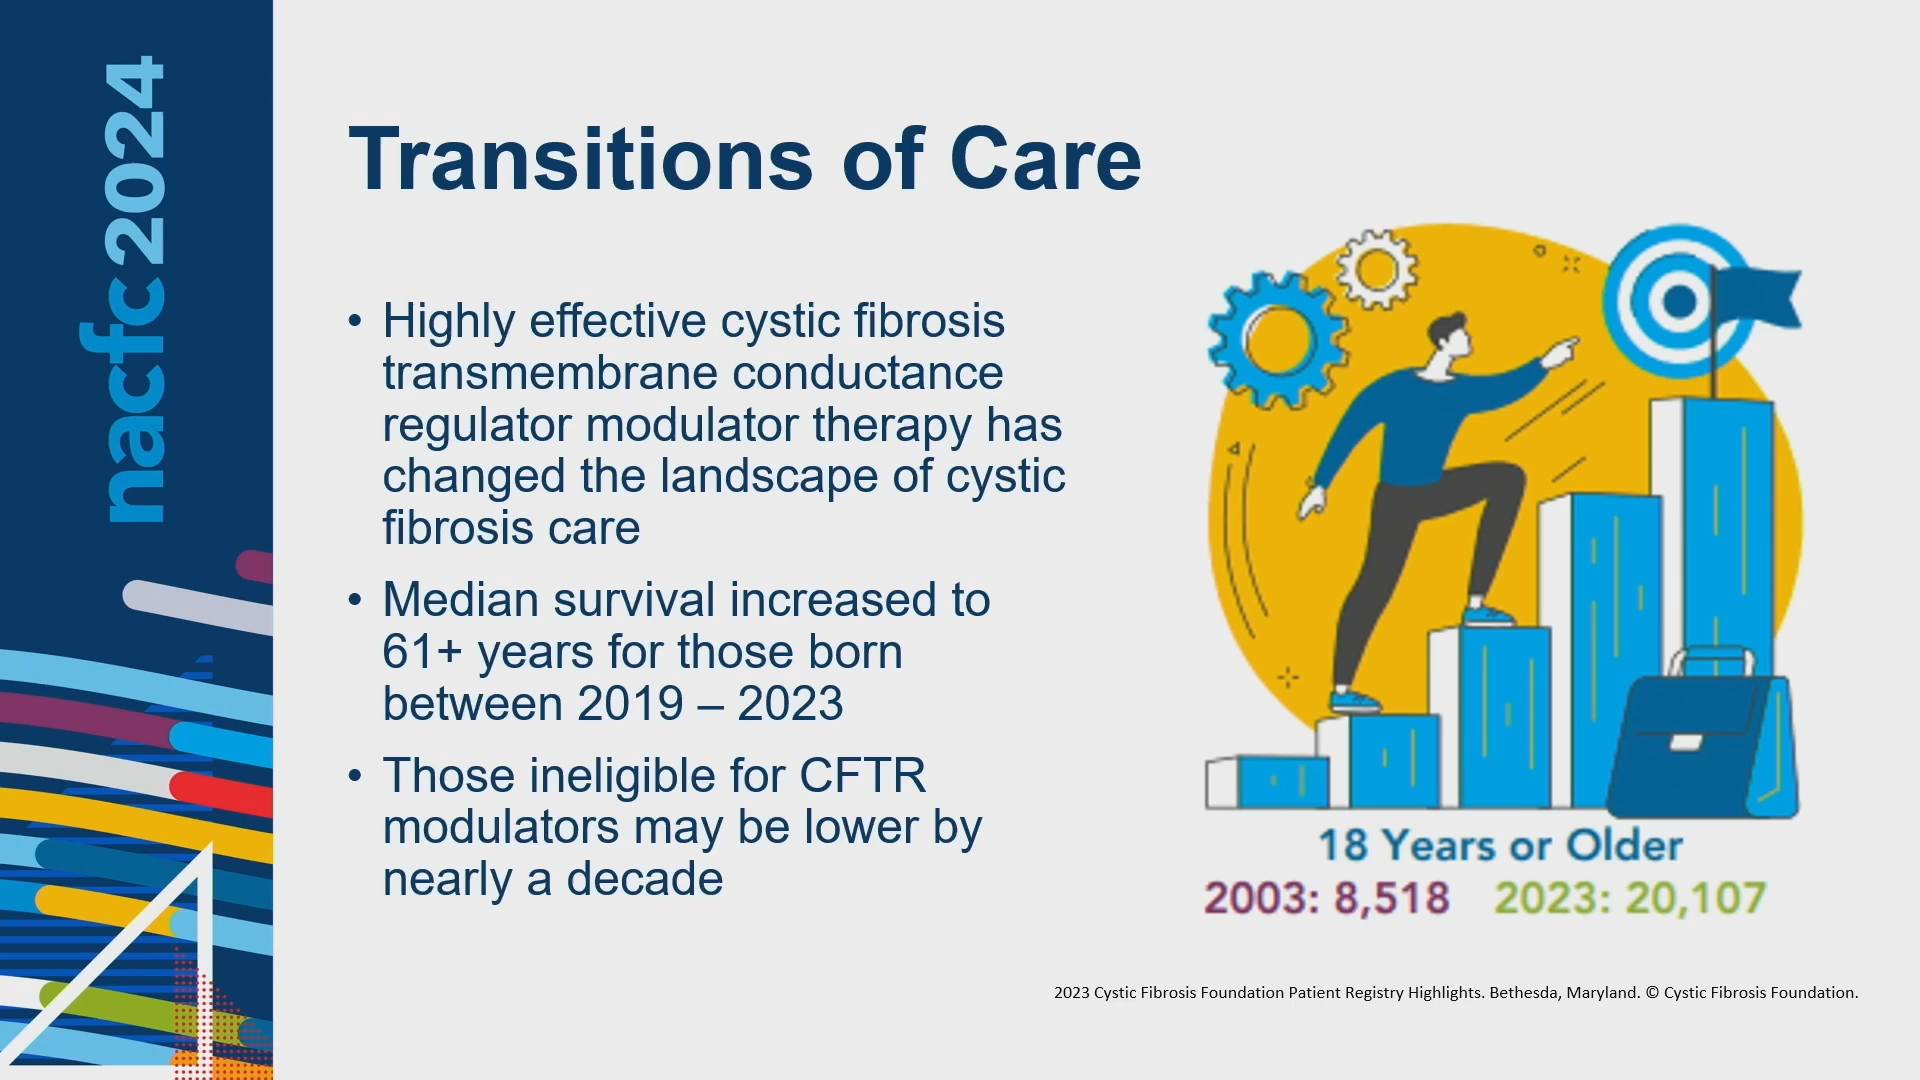 nacfc 2024
Transitions of Care
• Highly effective cystic fibrosis
transmembrane conductance
regulator modulator therapy has
changed the landscape of cystic
fibrosis care
• Median survival increased to
61+ years for those born
between 2019 – 2023
• Those ineligible for CFTR
modulators may be lower by
nearly a decade
18 Years or Older
2003: 8,518 2023: 20,107
2023 Cystic Fibrosis Foundation Patient Registry Highlights. Bethesda, Maryland. © Cystic Fibrosis Foundation.